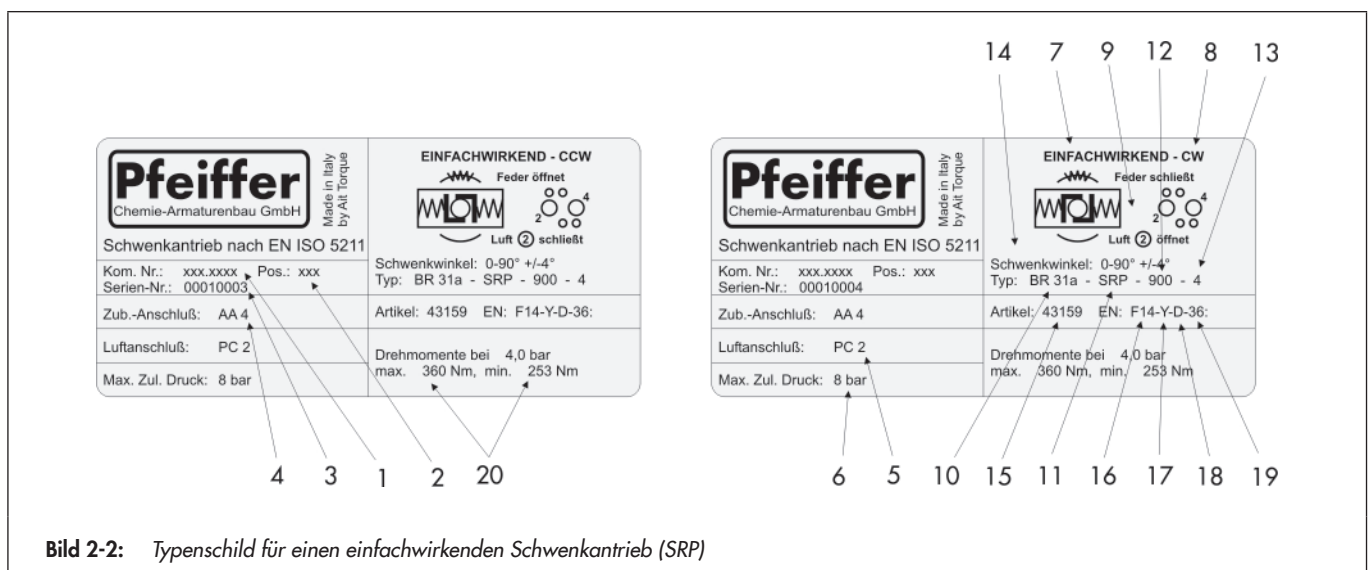 14 7 9 12 8 13
Pfeiffer
Chemie-Armaturenbau GmbH
Made in Italy
by Ait Torque
Schwenkantrieb nach EN ISO 5211
Kom. Nr.: xxx.xxxx Pos.: xxx
Serien-Nr.: 00010003
Zub.-Anschluß: AA 4
Luftanschluß: PC 2
Max. Zul. Druck: 8 bar
EINFACHWIRKEND - CCW
Feder öffnet
2 4
Luft 2 schließt
Schwenkwinkel: 0-90° +/-4°
Typ: BR 31a - SRP - 900 - 4
Artikel: 43159 EN: F14-Y-D-36:
Drehmomente bei 4,0 bar
max. 360 Nm, min. 253 Nm
Pfeiffer
Chemie-Armaturenbau GmbH
Made in Italy
by Ait Torque
Schwenkantrieb nach EN ISO 5211
Kom. Nr.: xxx.xxxx Pos.: xxx
Serien-Nr.: 00010004
Zub.-Anschluß: AA 4
Luftanschluß: PC 2
Max. Zul. Druck: 8 bar
EINFACHWIRKEND - CW
Feder schließt
2 4
Luft 2 öffnet
Schwenkwinkel: 0-90° +/-4°
Typ: BR 31a - SRP - 900 - 4
Artikel: 43159 EN: F14-Y-D-36:
Drehmomente bei 4,0 bar
max. 360 Nm, min. 253 Nm
4 3 1 2 20 6 5 10 15 11 16 17 18 19
Bild 2-2: Typenschild für einen einfachwirkenden Schwenkantrieb (SRP)